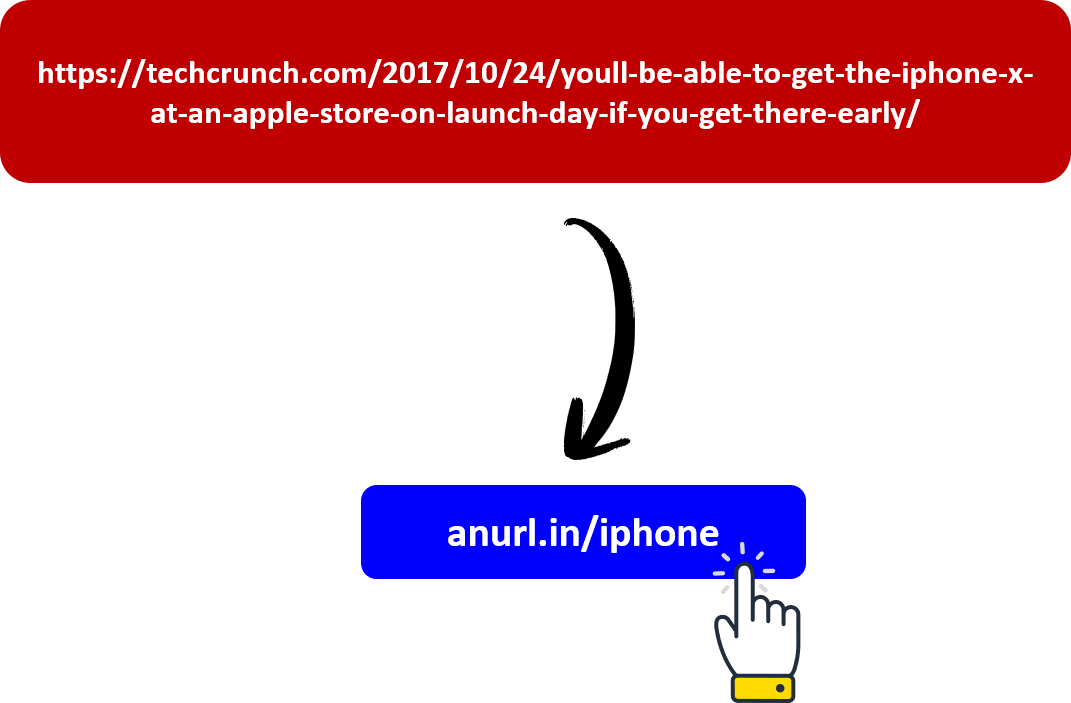 https://techcrunch.com/2017/10/24/youll-be-able-to-get-the-iphone-x-
at-an-apple-store-on-launch-day-if-you-get-there-early/
anurl.in/iphone